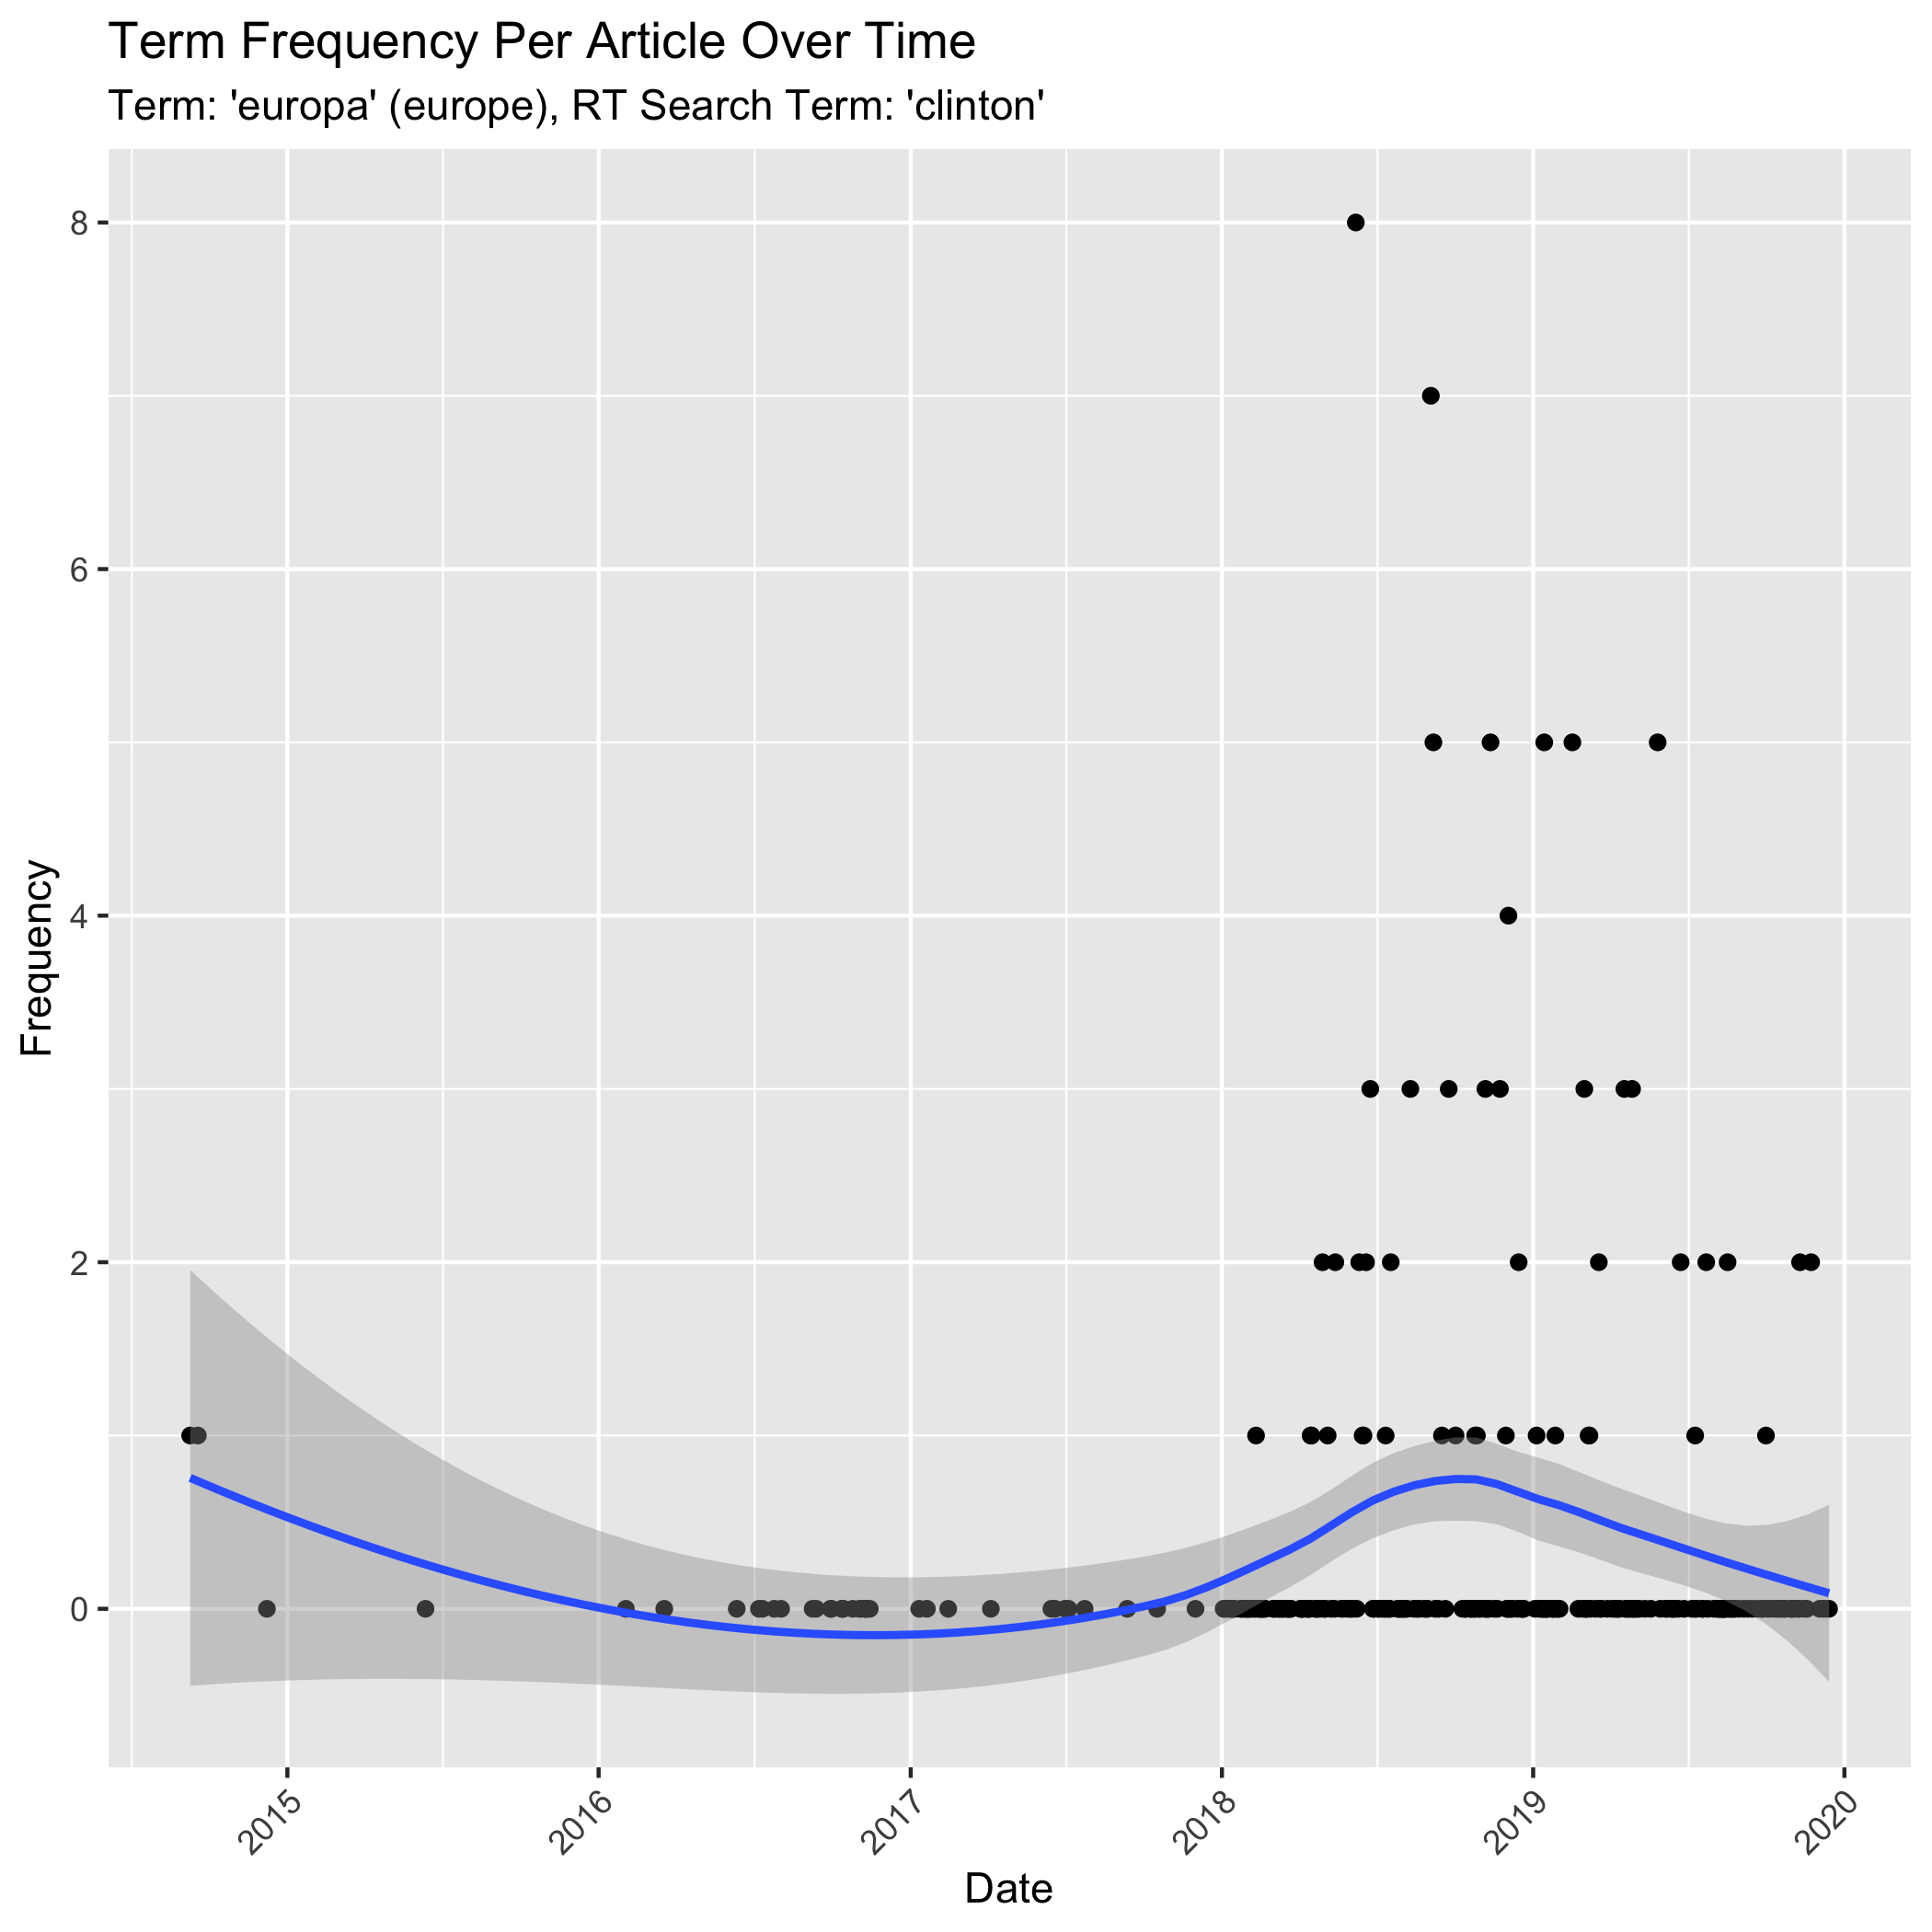 Term Frequency Per Article Over Time
Term: 'europa' (europe), RT Search Term: 'clinton'
8
6
4
2
0
Frequency
2015
2016
2017
2018
2019
2020
Date